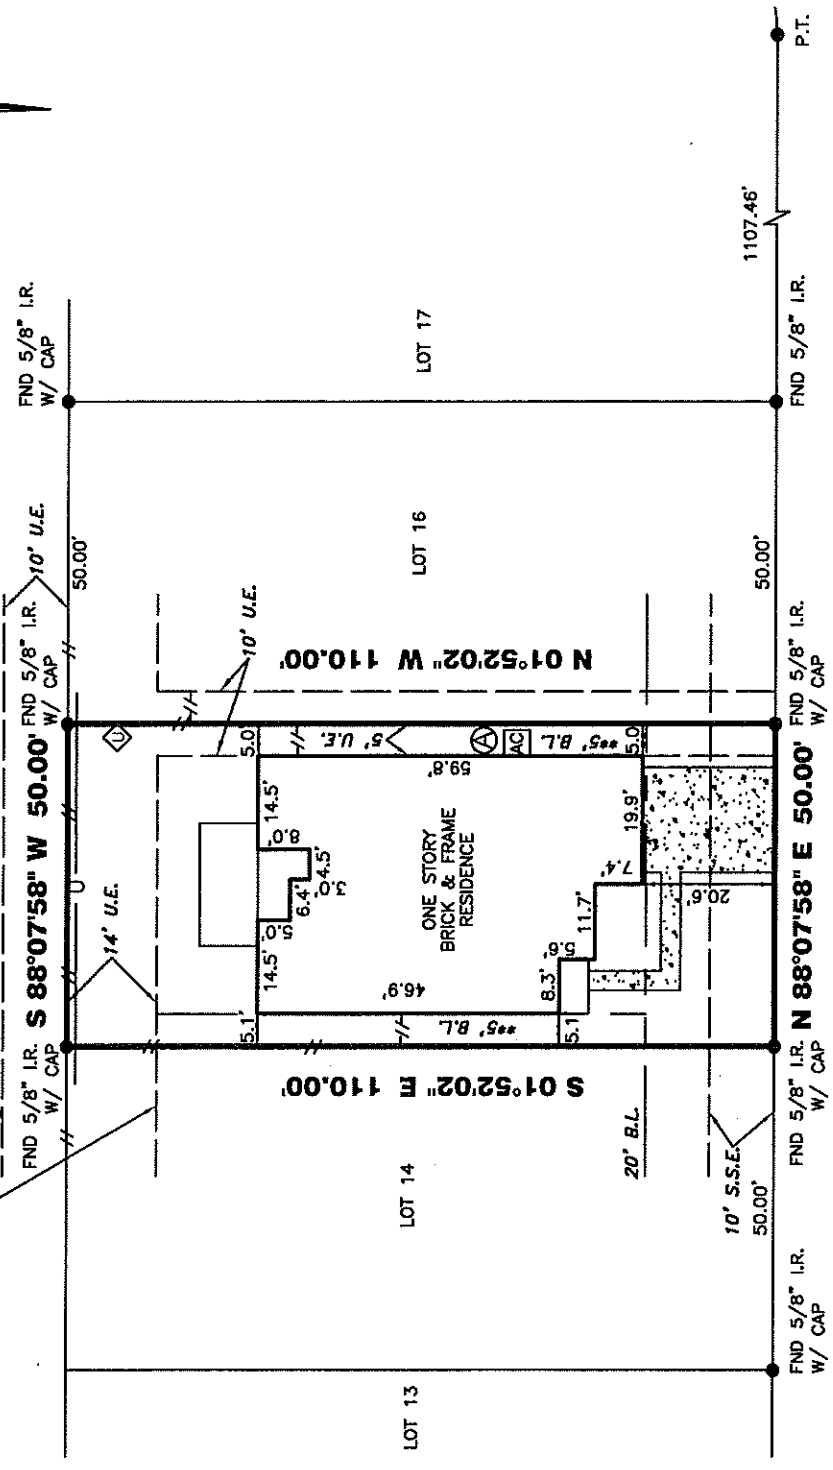 P.T.
1107.46'
FND 5/8" I.R.
W/ CAP
FND 5/8" I.R.
W/ CAP
LOT 17
10' U.E.
50.00'
LOT 16
50.00'
FND 5/8" I.R.
W/ CAP
FND 5/8" I.R.
W/ CAP
10' U.E.
N 01°52'02" W 110.00'
S 88°07'58" W 50.00'
U
U
14' U.E.
5.0'
5' U.E.
A
AC
**5' B.L.
5.0'
59.8'
14.5'
8.0'
4.5'
3.0'
6.4'
5.0'
14.5'
ONE STORY
BRICK & FRAME
RESIDENCE
19.9'
7.4'
20.6'
11.7'
5.6'
8.3'
46.9'
5.1'
**5' B.L.
5.1'
N 88°07'58" E 50.00'
S 01°52'02" E 110.00'
FND 5/8" I.R.
W/ CAP
FND 5/8" I.R.
W/ CAP
20' B.L.
10' S.S.E.
50.00'
LOT 14
FND 5/8" I.R.
W/ CAP
LOT 13